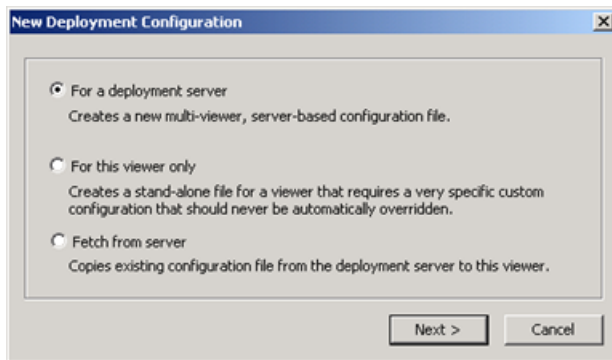 New Deployment Configuration
For a deployment server
Creates a new multi-viewer, server-based configuration file.
For this viewer only
Creates a stand-alone file for a viewer that requires a very specific custom
configuration that should never be automatically overridden.
Fetch from server
Copies existing configuration file from the deployment server to this viewer.
Next >
Cancel